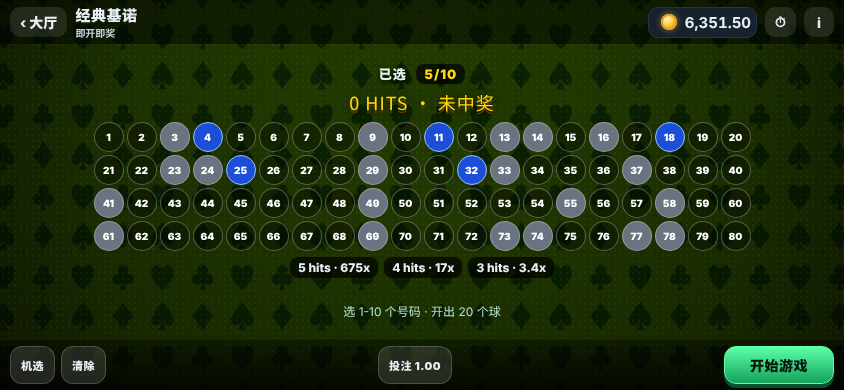 ‹ 大厅
经典基诺
即开即奖
6,351.50
i
已选 5/10
0 HITS · 未中奖
1 2 3 4 5 6 7 8 9 10 11 12 13 14 15 16 17 18 19 20
21 22 23 24 25 26 27 28 29 30 31 32 33 34 35 36 37 38 39 40
41 42 43 44 45 46 47 48 49 50 51 52 53 54 55 56 57 58 59 60
61 62 63 64 65 66 67 68 69 70 71 72 73 74 75 76 77 78 79 80
5 hits · 675x 4 hits · 17x 3 hits · 3.4x
选 1-10 个号码 · 开出 20 个球
机选 清除 投注 1.00 开始游戏